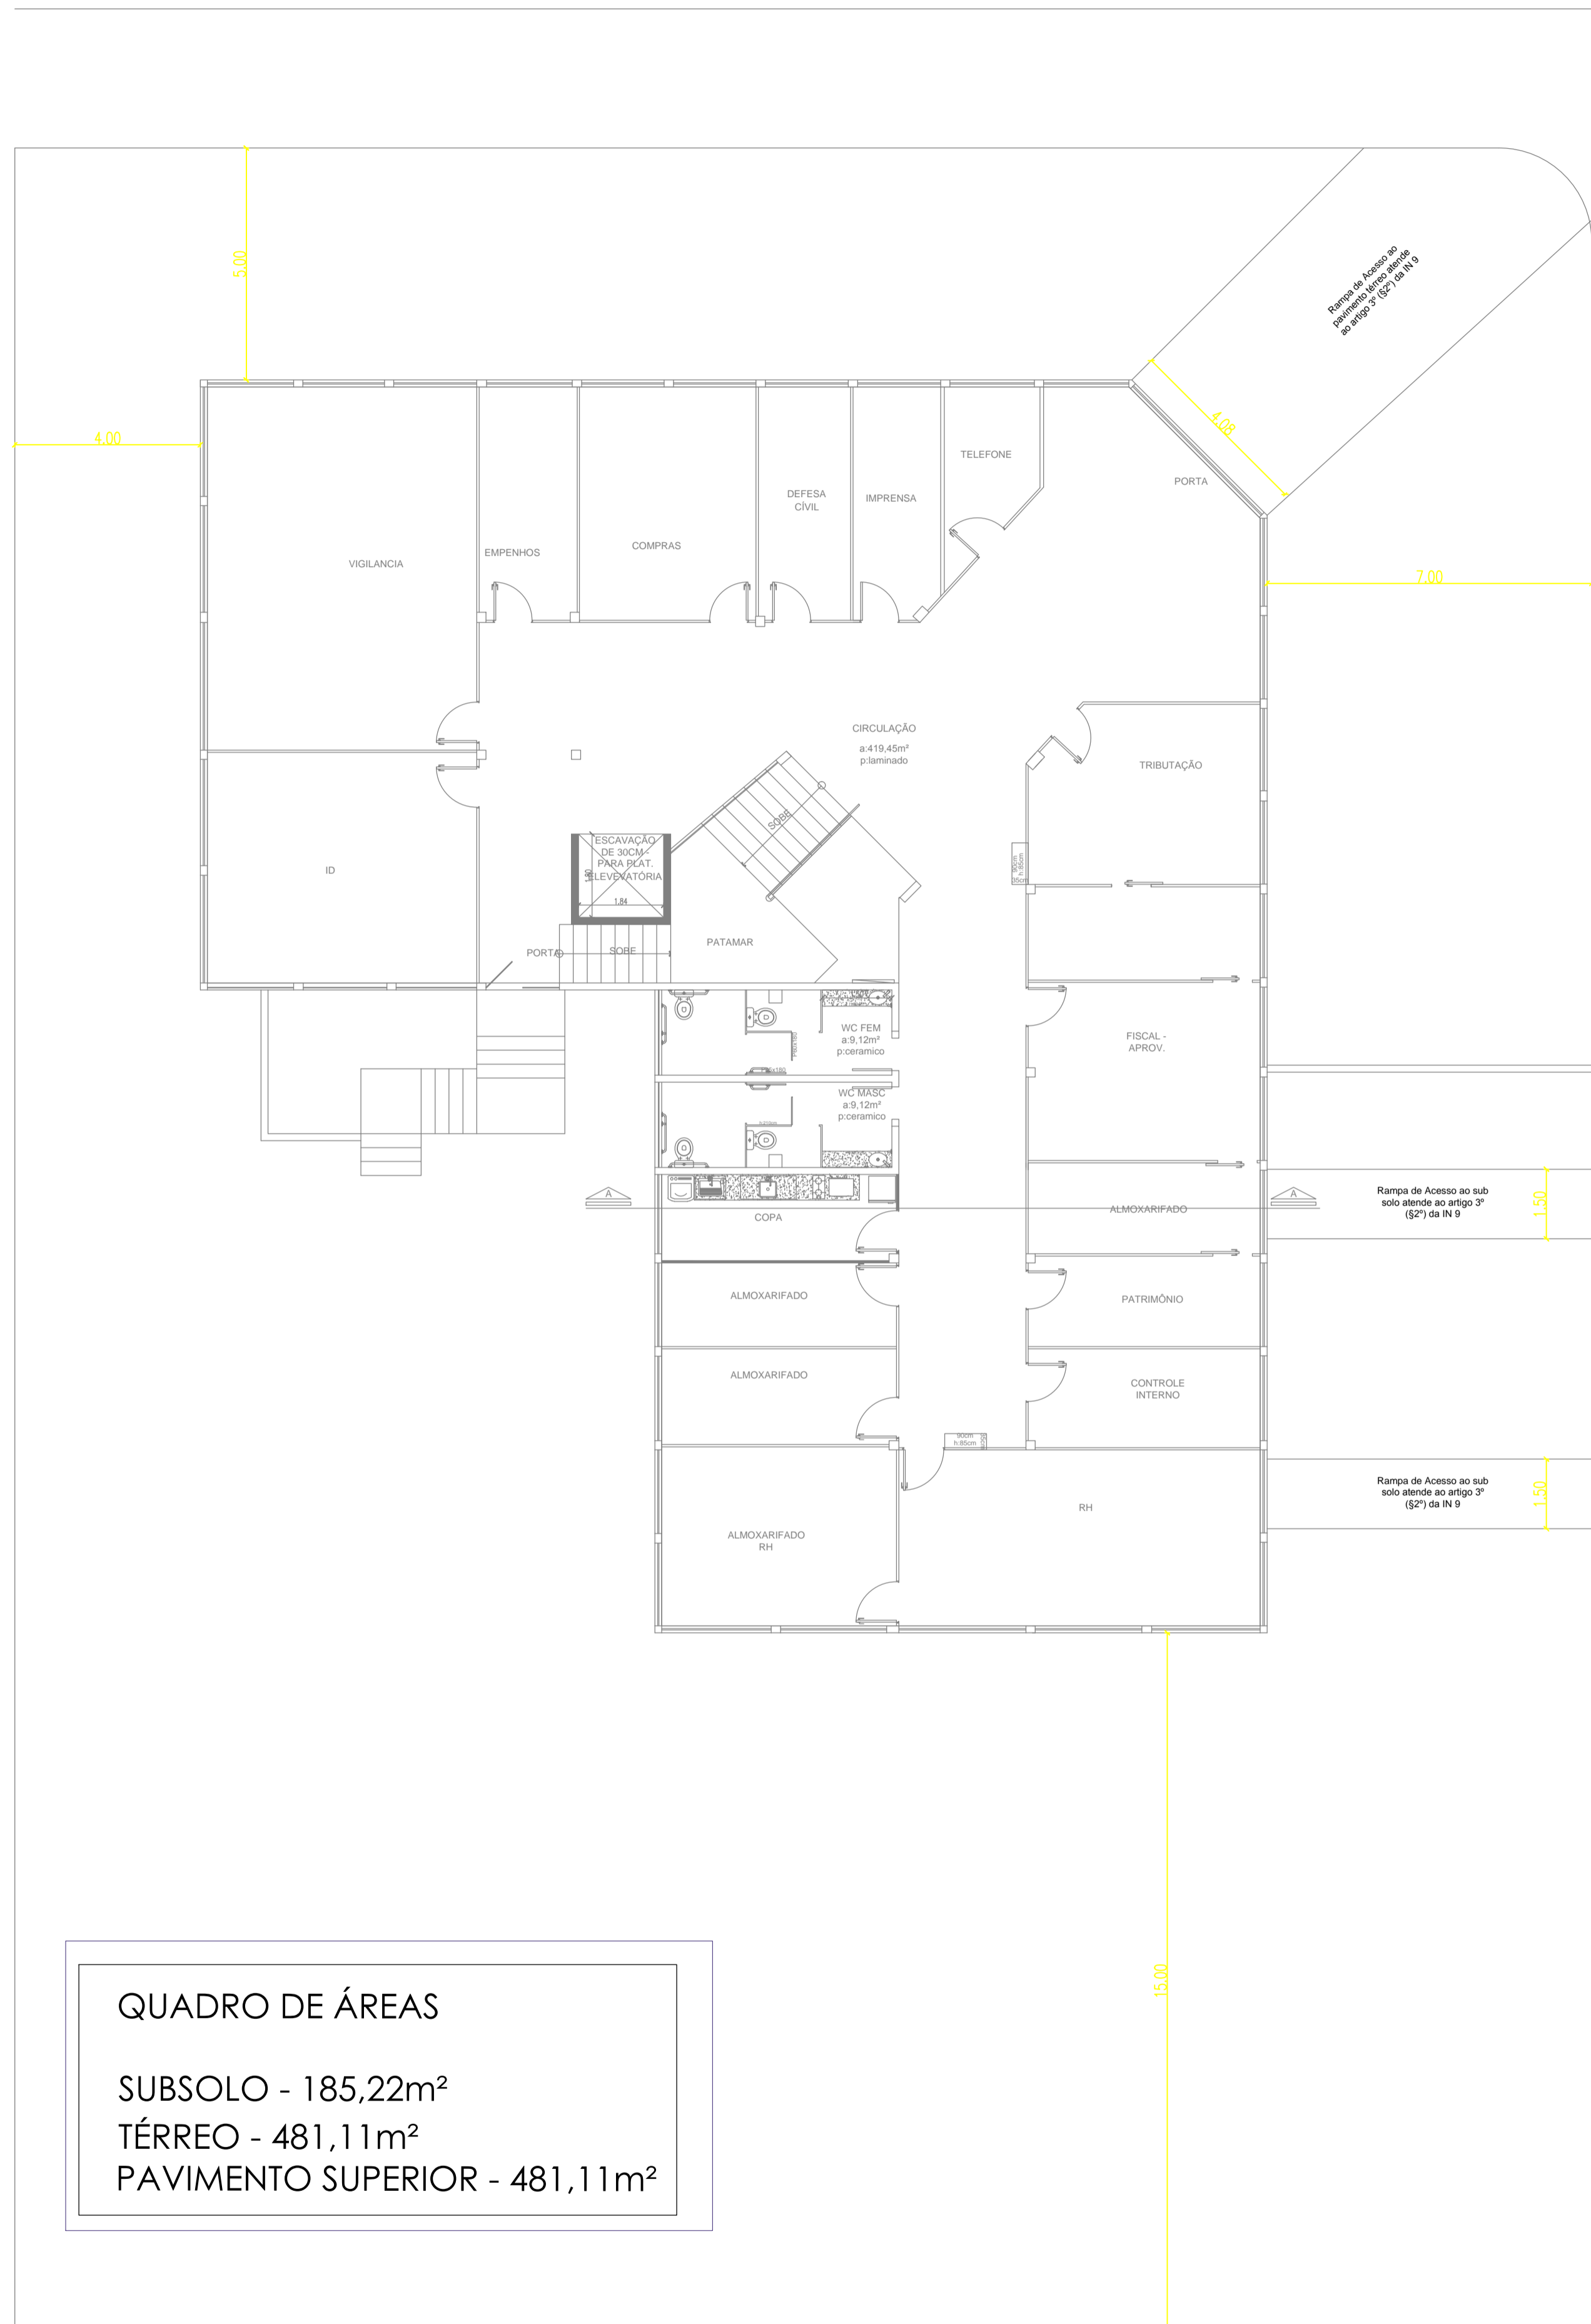 Rampa de Acesso ao
pavimento térreo atende
ao artigo 3º (§2º) da IN 9
5.00
4.00
4.08
7.00
TELEFONE
PORTA
DEFESA
CÍVIL
IMPRENSA
COMPRAS
EMPENHOS
VIGILANCIA
CIRCULAÇÃO
a:419,45m²
p:laminado
TRIBUTAÇÃO
SOBE
ESCAVAÇÃO
DE 30CM -
PARA PLAT.
ELEVEVATÓRIA
1.84
90cm
h:85cm
35cm
ID
PATAMAR
PORTA
SOBE
WC FEM
a:9,12m²
p:ceramico
FISCAL -
APROV.
WC MASC
a:9,12m²
p:ceramico
A
COPA
ALMOXARIFADO
A
Rampa de Acesso ao sub
solo atende ao artigo 3º
(§2º) da IN 9
1.50
ALMOXARIFADO
PATRIMÔNIO
ALMOXARIFADO
CONTROLE
INTERNO
90cm
h:85cm
ALMOXARIFADO
RH
RH
Rampa de Acesso ao sub
solo atende ao artigo 3º
(§2º) da IN 9
1.50
15.00
QUADRO DE ÁREAS
SUBSOLO - 185,22m²
TÉRREO - 481,11m²
PAVIMENTO SUPERIOR - 481,11m²